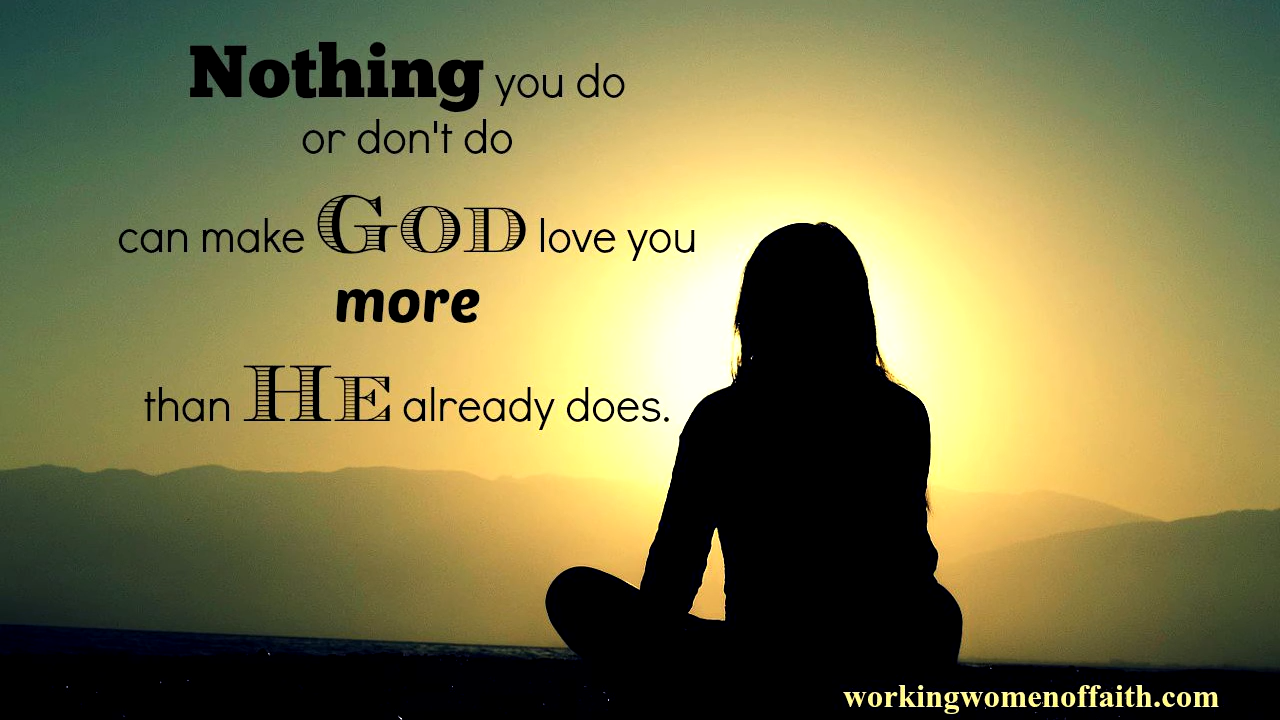 Nothing you do
or don't do
can make GOD love you
more
than HE already does.
workingwomenoffaith.com